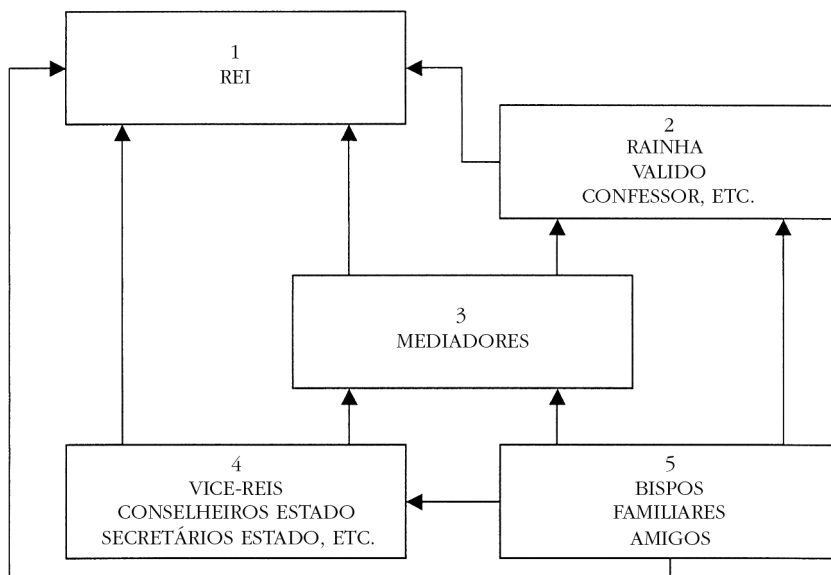 1
REI
2
RAINHA
VALIDO
CONFESSOR, ETC.
3
MEDIADORES
4
VICE-REIS
CONSELHEIROS ESTADO
SECRETÁRIOS ESTADO, ETC.
5
BISPOS
FAMILIARES
AMIGOS